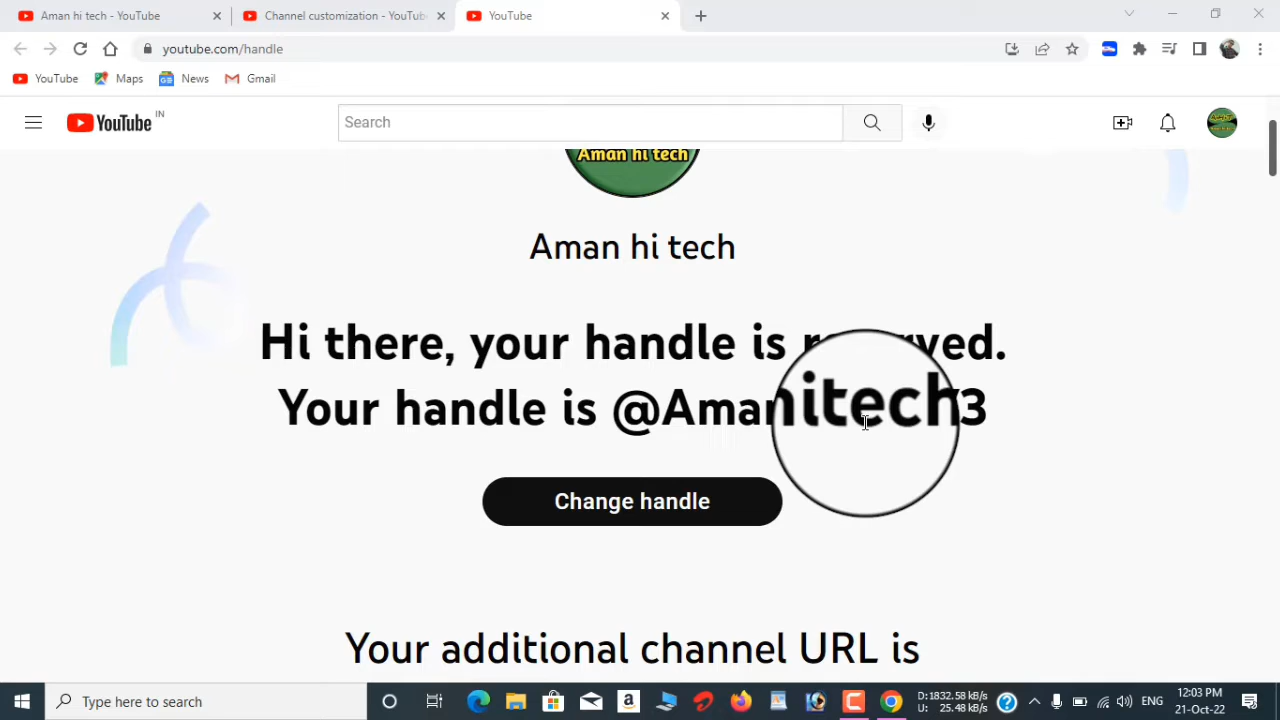 Aman hi tech - YouTube
Channel customization - YouTub
YouTube
youtube.com/handle
YouTube
Maps
News
Gmail
YouTube IN
Search
Aman hi tech
Aman hi tech
Hi there, your handle is
Your handle is
Change handle
Your additional channel URL is
Type here to search
D:1832.58 kB/s
U: 25.48 kB/s
ENG
12:03 PM
21-Oct-22